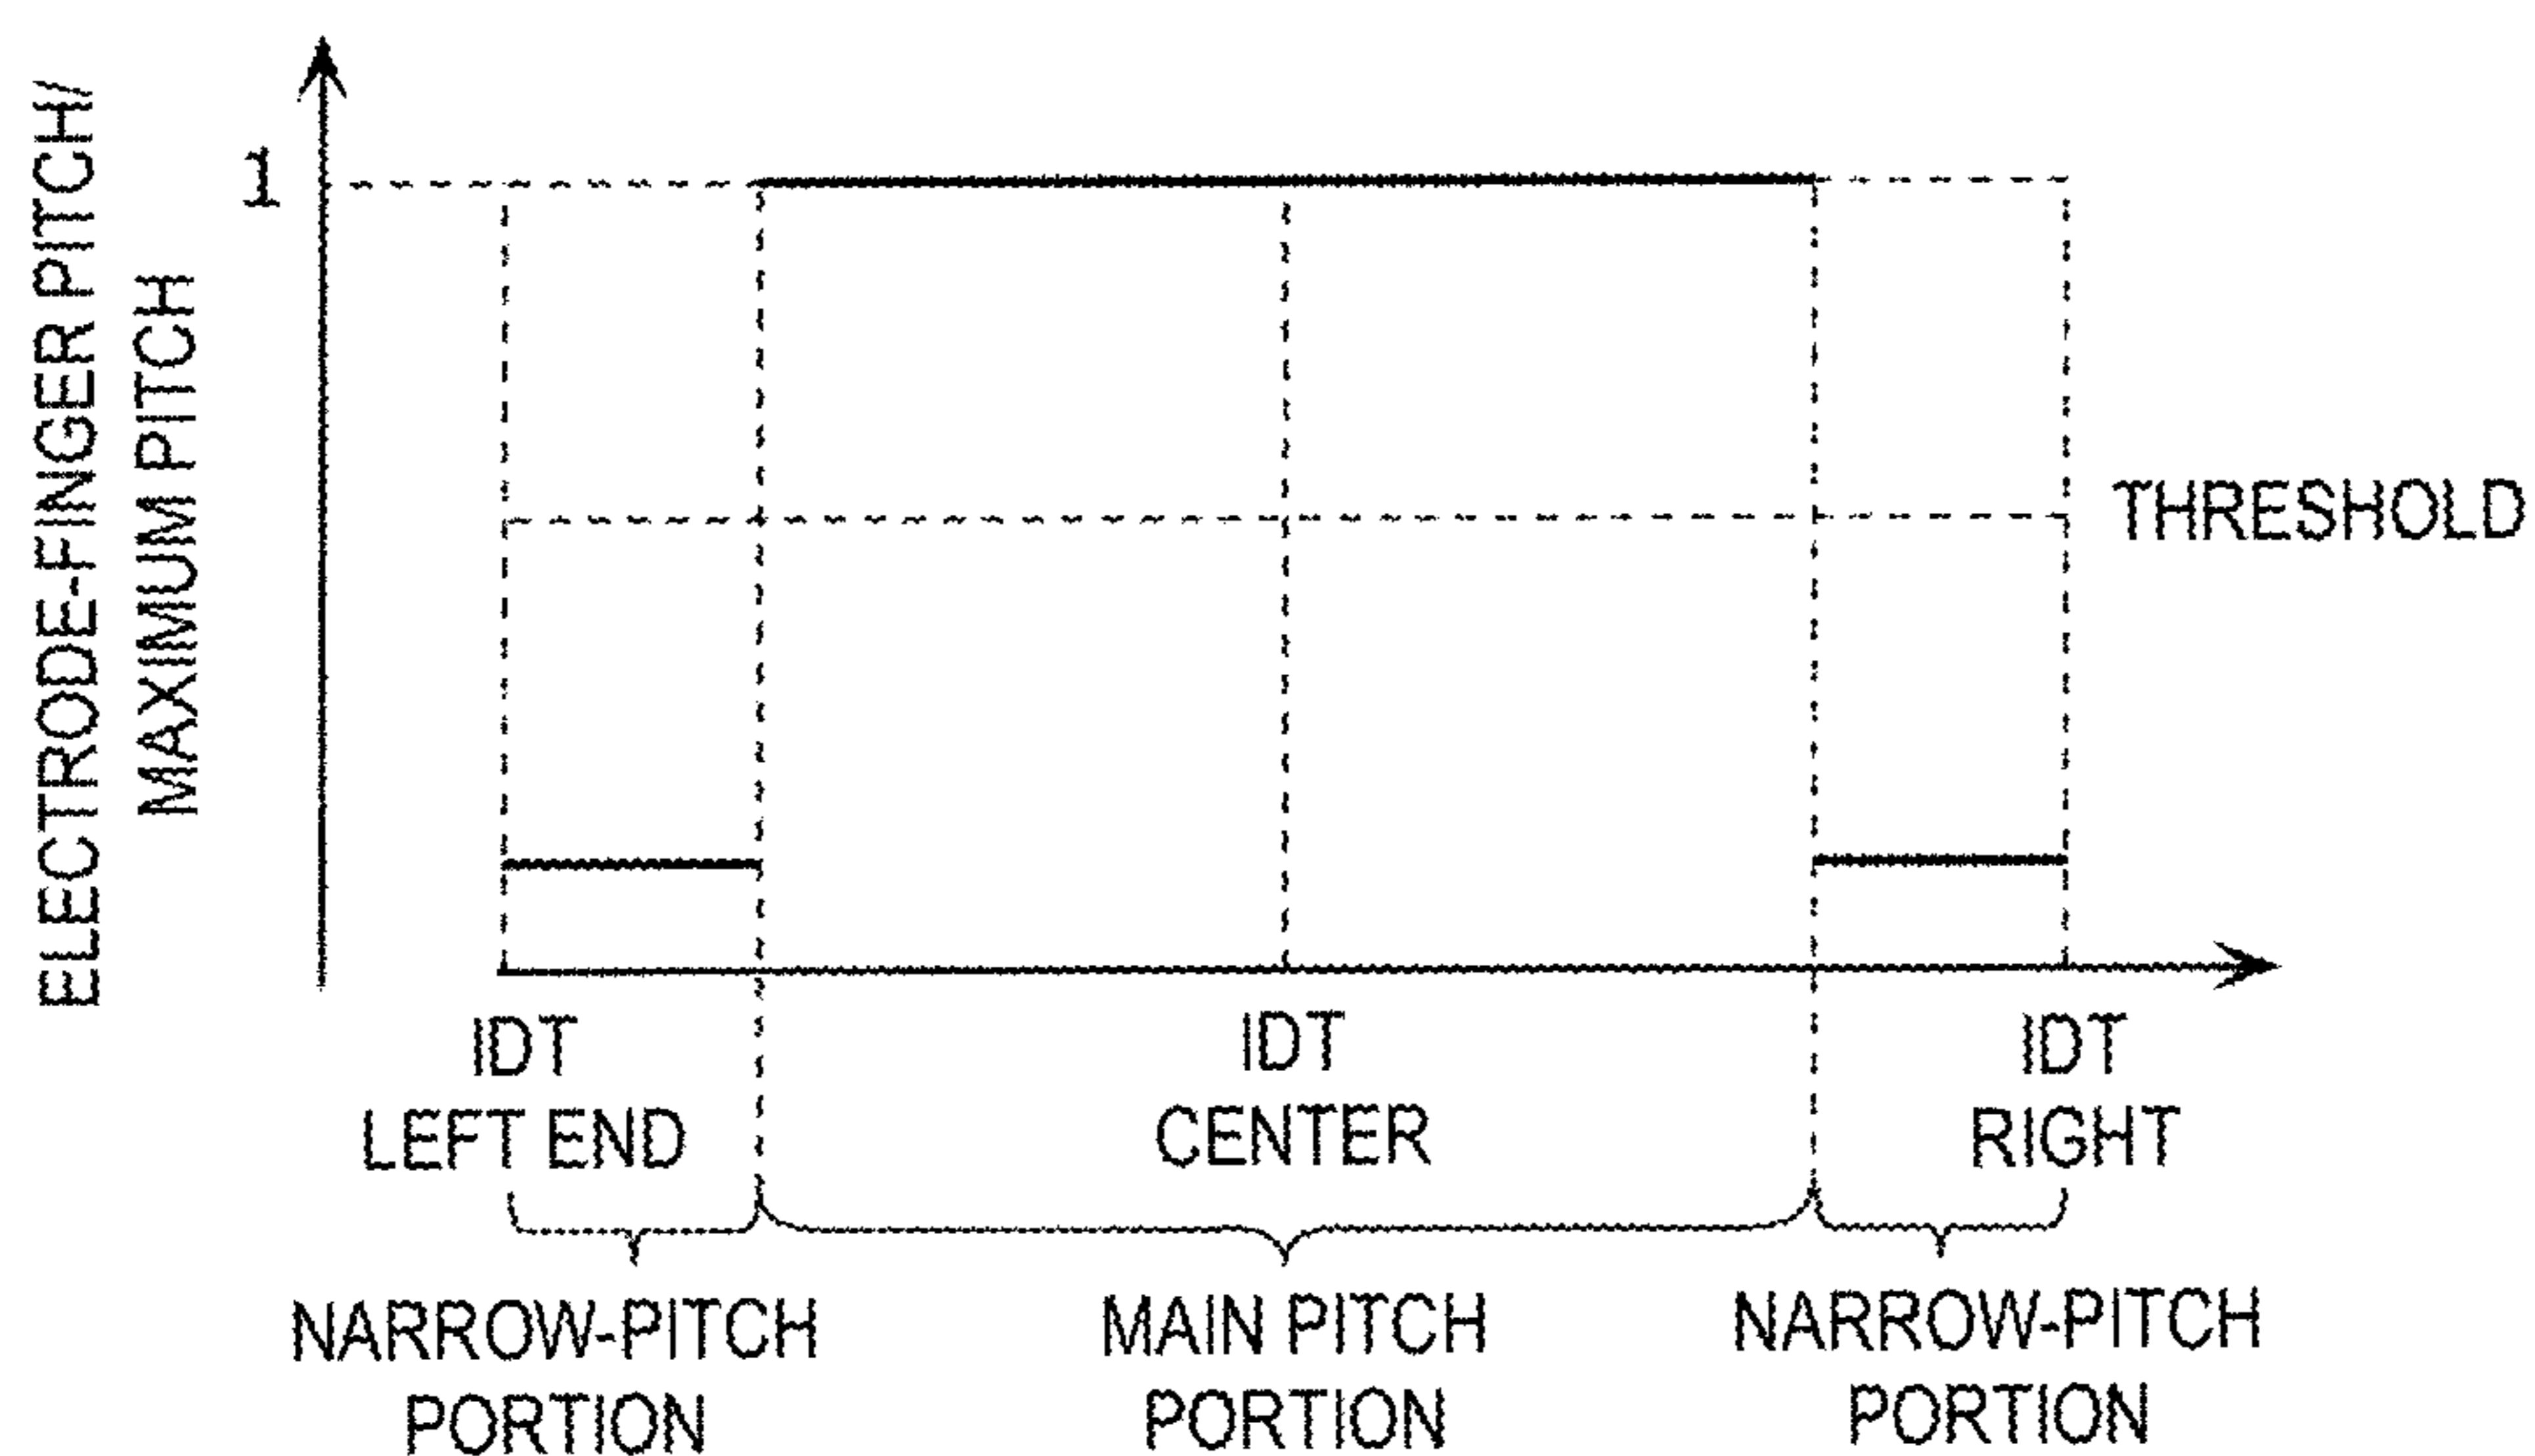 ELECTRODE-FINGER PITCH/
MAXIMUM PITCH
1
THRESHOLD
IDT
LEFT END
IDT
CENTER
IDT
RIGHT
NARROW-PITCH
PORTION
MAIN PITCH
PORTION
NARROW-PITCH
PORTION